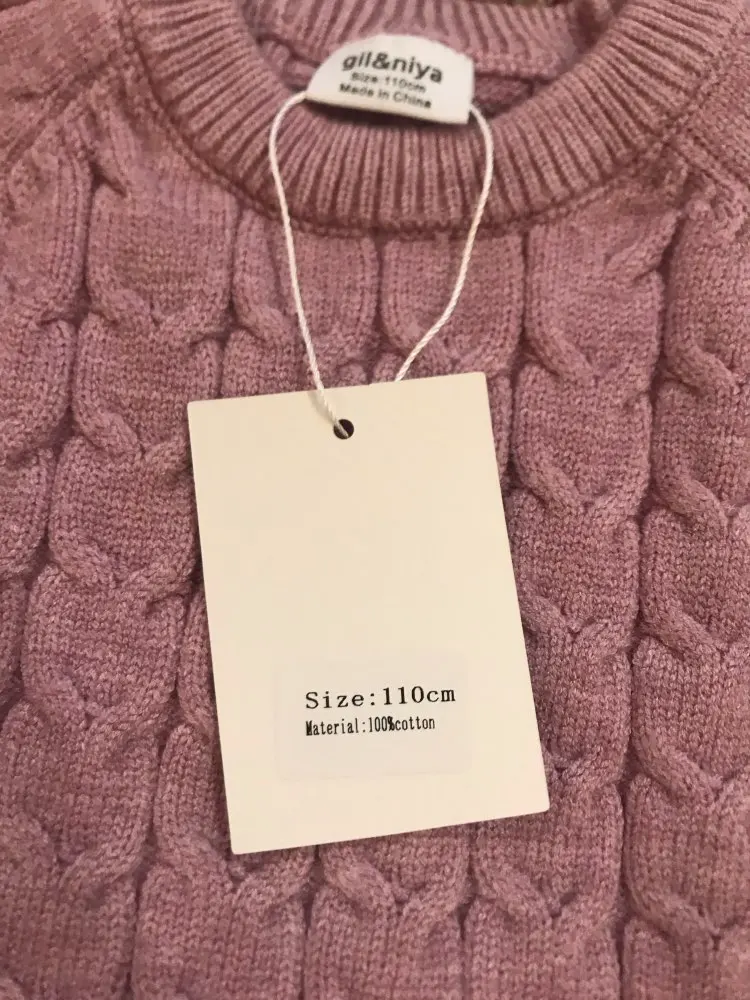 gil&niya
Size:110cm
Made in China
Size:110cm
Material:100%cotton